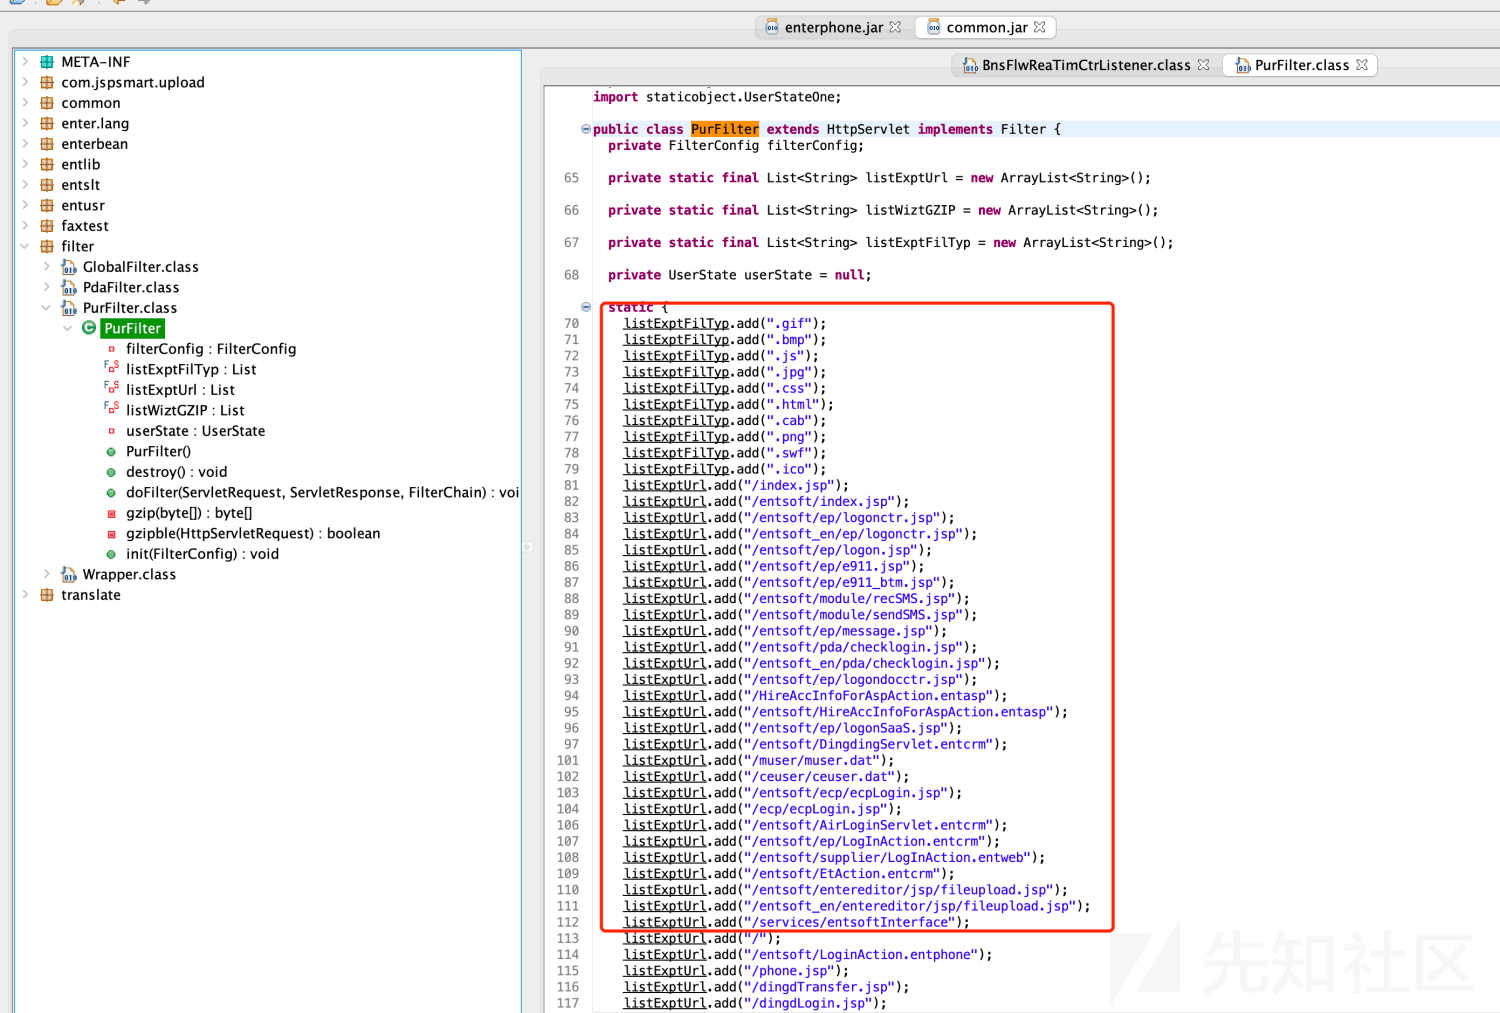 enterphone.jar
common.jar
META-INF
com.jspsmart.upload
common
enter.lang
enterbean
entlib
entslt
entusr
faxtest
filter
GlobalFilter.class
PdaFilter.class
PurFilter.class
PurFilter
filterConfig : FilterConfig
listExptFilTyp : List
listExptUrl : List
listWiztGZIP : List
userState : UserState
PurFilter()
destroy() : void
doFilter(ServletRequest, ServletResponse, FilterChain) : voi
gzip(byte[]) : byte[]
gzipble(HttpServletRequest) : boolean
init(FilterConfig) : void
Wrapper.class
translate
BnsFlwReaTimCtrListener.class
PurFilter.class
import staticobject.UserStateOne;
public class PurFilter extends HttpServlet implements Filter {
private FilterConfig filterConfig;
65 private static final List<String> listExptUrl = new ArrayList<String>();
66 private static final List<String> listWiztGZIP = new ArrayList<String>();
67 private static final List<String> listExptFilTyp = new ArrayList<String>();
68 private UserState userState = null;
static {
70 listExptFilTyp.add(".gif");
71 listExptFilTyp.add(".bmp");
72 listExptFilTyp.add(".js");
73 listExptFilTyp.add(".jpg");
74 listExptFilTyp.add(".css");
75 listExptFilTyp.add(".html");
76 listExptFilTyp.add(".cab");
77 listExptFilTyp.add(".png");
78 listExptFilTyp.add(".swf");
79 listExptFilTyp.add(".ico");
81 listExptUrl.add("/index.jsp");
82 listExptUrl.add("/entsoft/index.jsp");
83 listExptUrl.add("/entsoft/ep/logonctr.jsp");
84 listExptUrl.add("/entsoft_en/ep/logonctr.jsp");
85 listExptUrl.add("/entsoft/ep/logon.jsp");
86 listExptUrl.add("/entsoft/ep/e911.jsp");
87 listExptUrl.add("/entsoft/ep/e911_btm.jsp");
88 listExptUrl.add("/entsoft/module/recSMS.jsp");
89 listExptUrl.add("/entsoft/module/sendSMS.jsp");
90 listExptUrl.add("/entsoft/ep/message.jsp");
91 listExptUrl.add("/entsoft/pda/checklogin.jsp");
92 listExptUrl.add("/entsoft_en/pda/checklogin.jsp");
93 listExptUrl.add("/entsoft/ep/logondocctr.jsp");
94 listExptUrl.add("/HireAccInfoForAspAction.entasp");
95 listExptUrl.add("/entsoft/HireAccInfoForAspAction.entasp");
96 listExptUrl.add("/entsoft/ep/logonSaaS.jsp");
97 listExptUrl.add("/entsoft/DingdingServlet.entcrm");
101 listExptUrl.add("/muser/muser.dat");
102 listExptUrl.add("/ceuser/ceuser.dat");
103 listExptUrl.add("/entsoft/ecp/ecpLogin.jsp");
104 listExptUrl.add("/ecp/ecpLogin.jsp");
106 listExptUrl.add("/entsoft/AirLoginServlet.entcrm");
107 listExptUrl.add("/entsoft/ep/LogInAction.entcrm");
108 listExptUrl.add("/entsoft/supplier/LogInAction.entweb");
109 listExptUrl.add("/entsoft/EtAction.entcrm");
110 listExptUrl.add("/entsoft/entereditor/jsp/fileupload.jsp");
111 listExptUrl.add("/entsoft_en/entereditor/jsp/fileupload.jsp");
112 listExptUrl.add("/services/entsoftInterface");
113 listExptUrl.add("/");
114 listExptUrl.add("/entsoft/LoginAction.entphone");
115 listExptUrl.add("/phone.jsp");
116 listExptUrl.add("/dingdTransfer.jsp");
117 listExptUrl.add("/dingdLogin.jsp");
先知社区